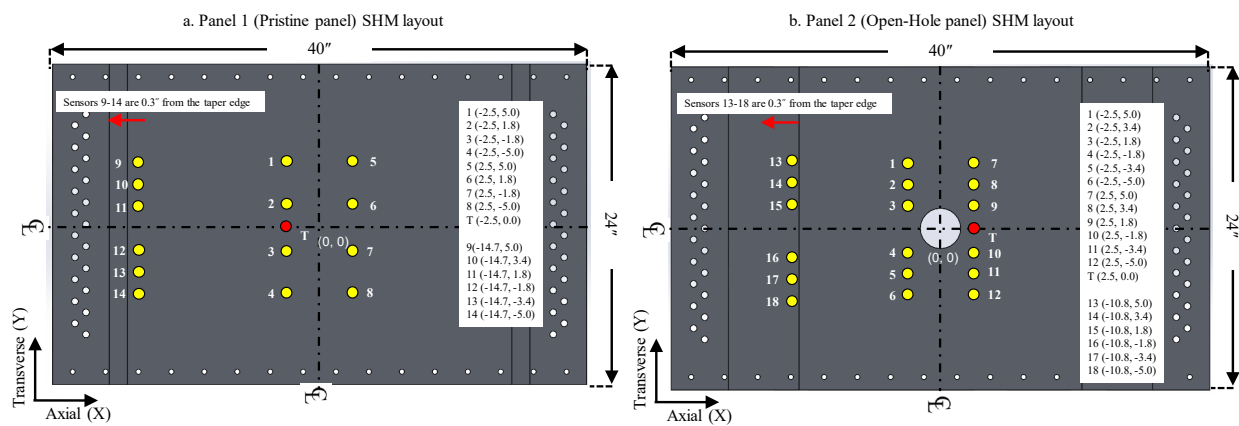 a. Panel 1 (Pristine panel) SHM layout
40″
Sensors 9-14 are 0.3″ from the taper edge
1 (-2.5, 5.0)
2 (-2.5, 1.8)
3 (-2.5, -1.8)
4 (-2.5, -5.0)
5 (2.5, 5.0)
6 (2.5, 1.8)
7 (2.5, -1.8)
8 (2.5, -5.0)
T (-2.5, 0.0)
9(-14.7, 5.0)
10 (-14.7, 3.4)
11 (-14.7, 1.8)
12 (-14.7, -1.8)
13 (-14.7, -3.4)
14 (-14.7, -5.0)
9
10
11
12
13
14
1
2
3
4
5
6
7
8
T
(0, 0)
24″
Transverse (Y)
Axial (X)
b. Panel 2 (Open-Hole panel) SHM layout
40″
Sensors 13-18 are 0.3″ from the taper edge
1 (-2.5, 5.0)
2 (-2.5, 3.4)
3 (-2.5, 1.8)
4 (-2.5, -1.8)
5 (-2.5, -3.4)
6 (-2.5, -5.0)
7 (2.5, 5.0)
8 (2.5, 3.4)
9 (2.5, 1.8)
10 (2.5, -1.8)
11 (2.5, -3.4)
12 (2.5, -5.0)
T (2.5, 0.0)
13 (-10.8, 5.0)
14 (-10.8, 3.4)
15 (-10.8, 1.8)
16 (-10.8, -1.8)
17 (-10.8, -3.4)
18 (-10.8, -5.0)
13
14
15
16
17
18
1
2
3
4
5
6
7
8
9
T
10
11
12
(0, 0)
24″
Transverse (Y)
Axial (X)